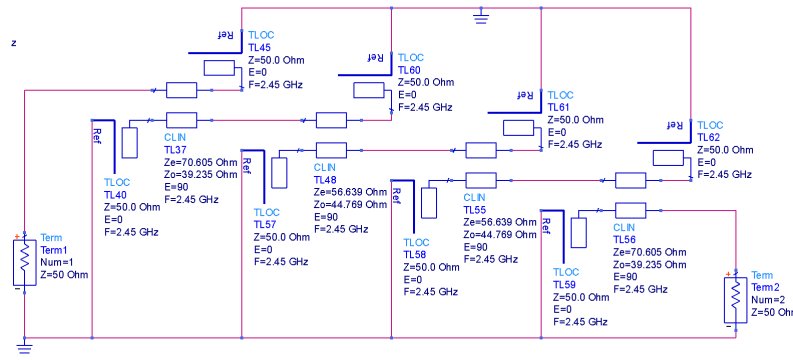 z
Ref
TLOC
TL45
Z=50.0 Ohm
E=0
F=2.45 GHz
Ref
TLOC
TL60
Z=50.0 Ohm
E=0
F=2.45 GHz
Ref
TLOC
TL61
Z=50.0 Ohm
E=0
F=2.45 GHz
Ref
TLOC
TL62
Z=50.0 Ohm
E=0
F=2.45 GHz
Ref
TLOC
TL40
Z=50.0 Ohm
E=0
F=2.45 GHz
CLIN
TL37
Ze=70.605 Ohm
Zo=39.235 Ohm
E=90
F=2.45 GHz
Ref
TLOC
TL57
Z=50.0 Ohm
E=0
F=2.45 GHz
CLIN
TL48
Ze=56.639 Ohm
Zo=44.769 Ohm
E=90
F=2.45 GHz
Ref
TLOC
TL58
Z=50.0 Ohm
E=0
F=2.45 GHz
CLIN
TL55
Ze=56.639 Ohm
Zo=44.769 Ohm
E=90
F=2.45 GHz
Ref
TLOC
TL59
Z=50.0 Ohm
E=0
F=2.45 GHz
CLIN
TL56
Ze=70.605 Ohm
Zo=39.235 Ohm
E=90
F=2.45 GHz
+
Term
Term1
Num=1
Z=50 Ohm
-
+
Term
Term2
Num=2
Z=50 Ohm
-